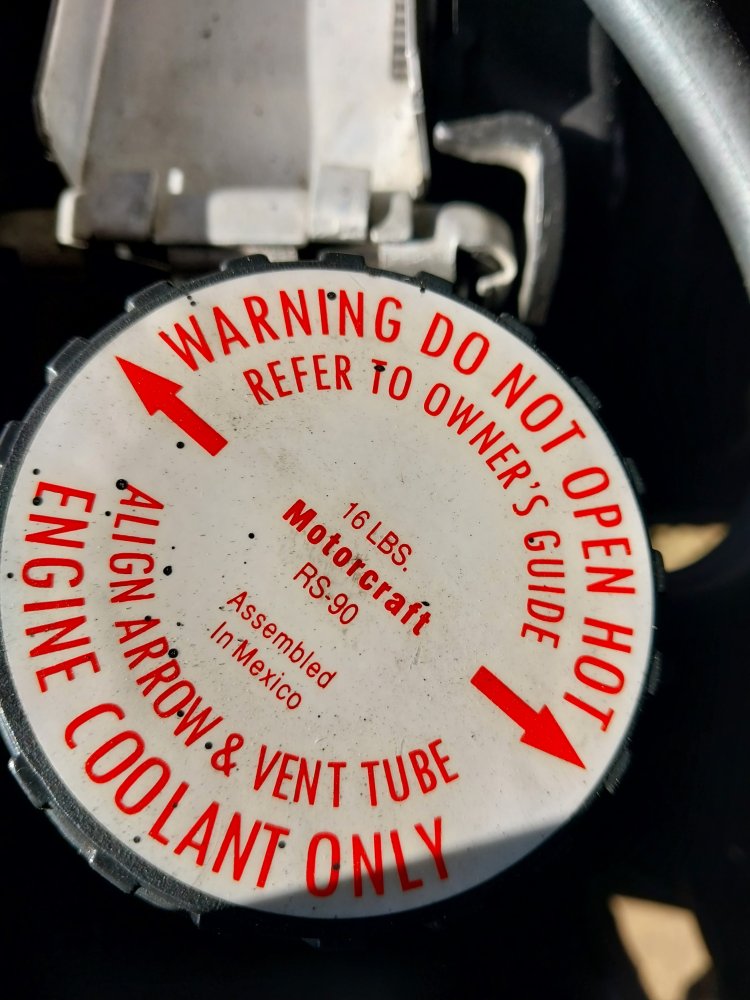 WARNING DO NOT OPEN HOT
REFER TO OWNER'S GUIDE
16 LBS.
Motorcraft
RS-90
Assembled
In Mexico
ALIGN ARROW & VENT TUBE
ENGINE COOLANT ONLY